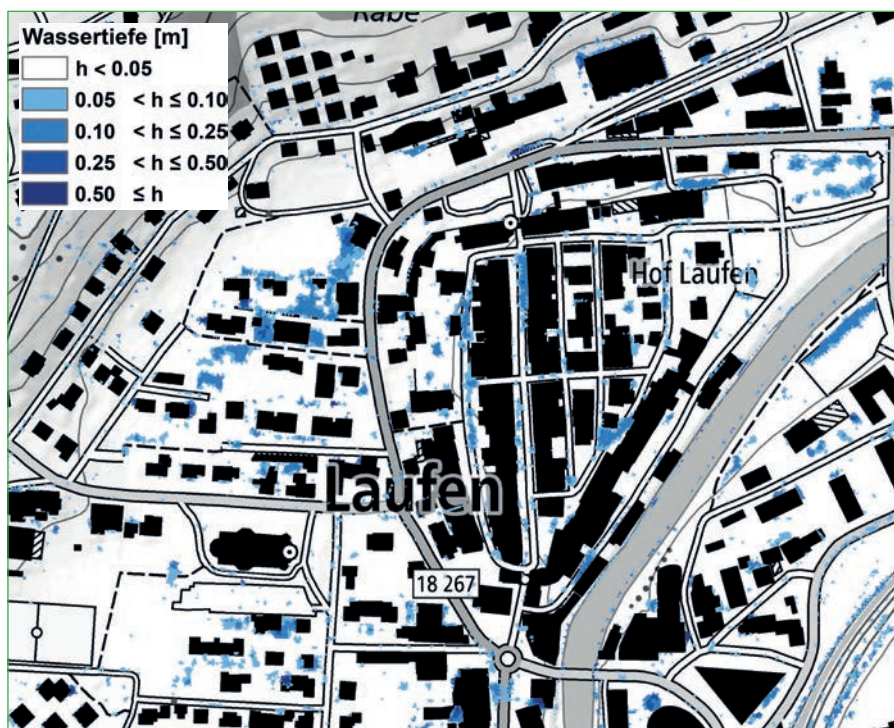 Räbe
Wassertiefe [m]
h < 0.05
0.05 < h ≤ 0.10
0.10 < h ≤ 0.25
0.25 < h ≤ 0.50
0.50 ≤ h
Hof Laufen
Laufen
18 267